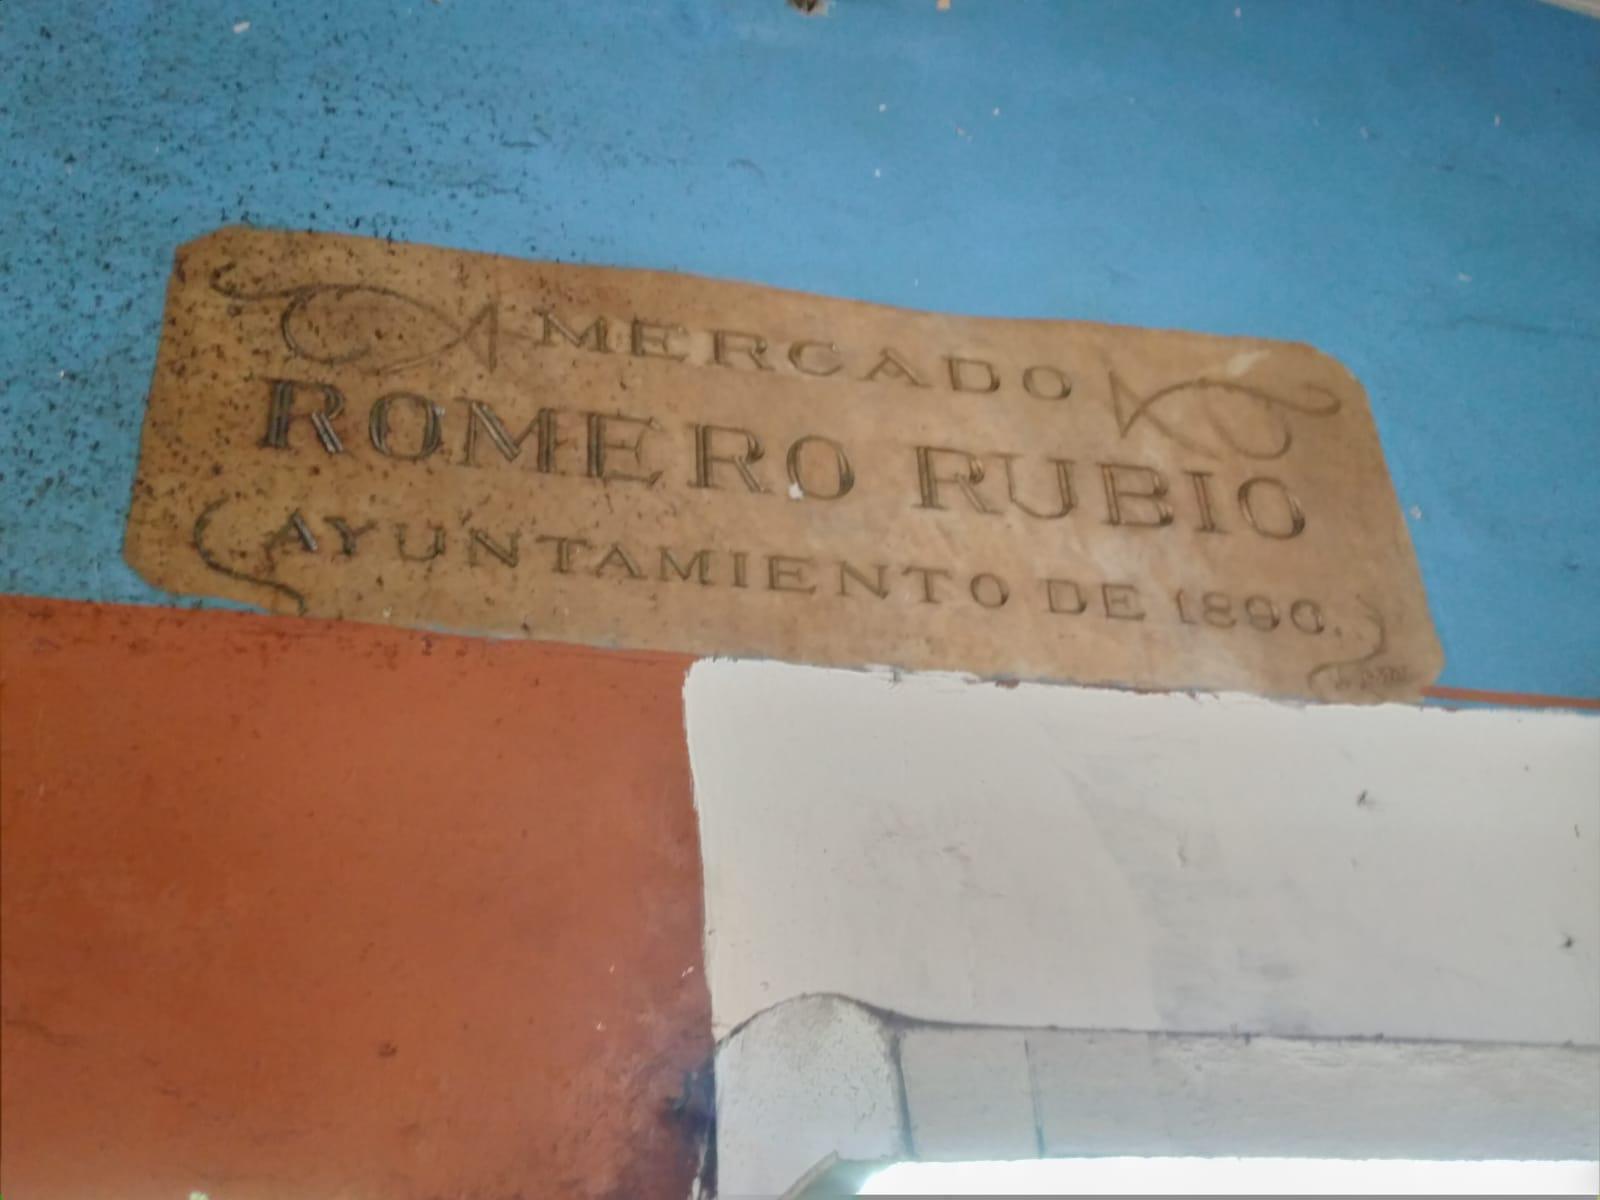 MERCADO
ROMERO RUBIO
AYUNTAMIENTO DE 1890.